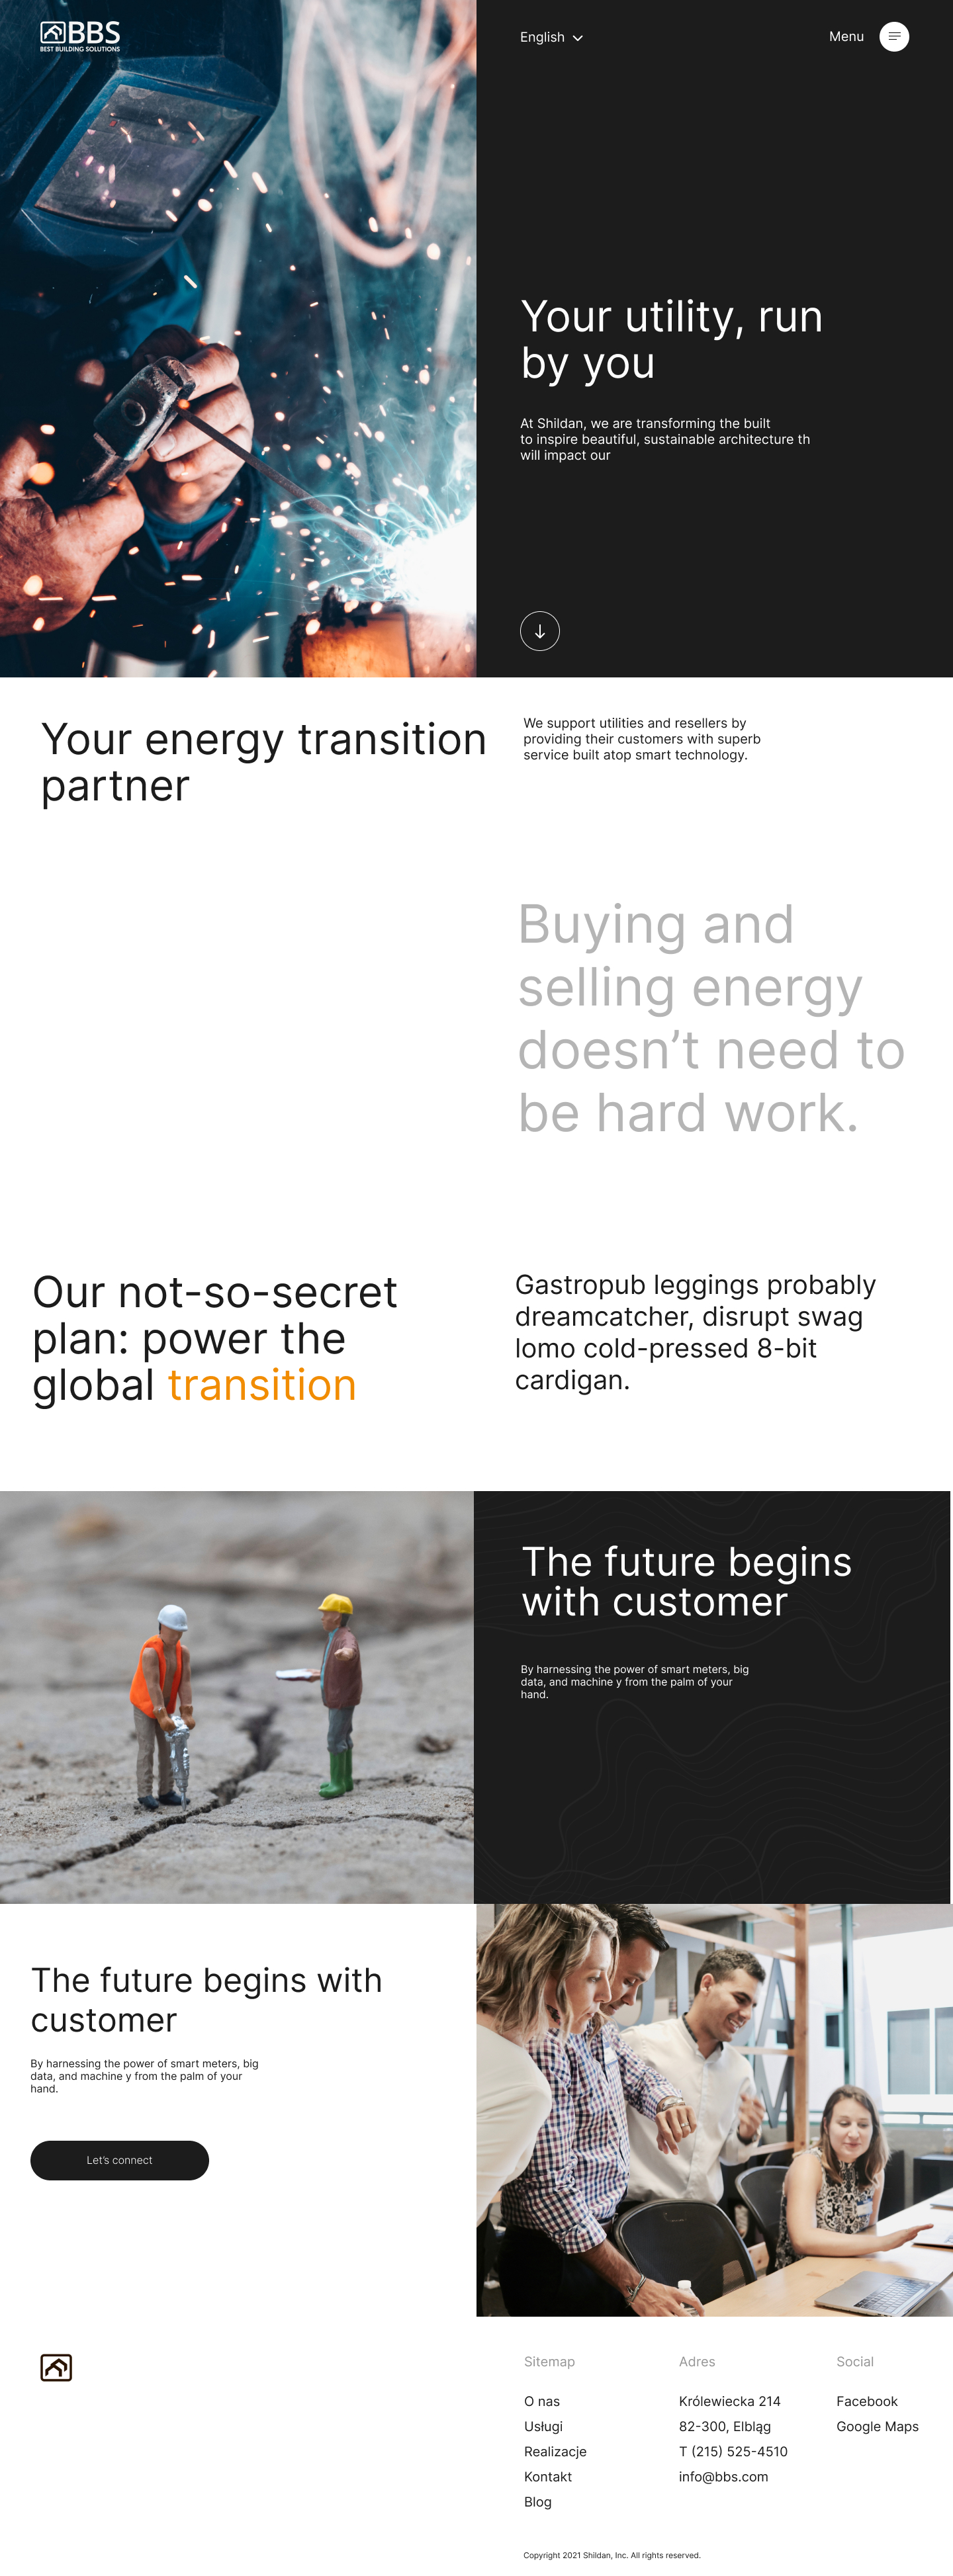 BBS
BEST BUILDING SOLUTIONS
English
Menu
Your utility, run
by you
At Shildan, we are transforming the built
to inspire beautiful, sustainable architecture th
will impact our
Your energy transition
partner
We support utilities and resellers by
providing their customers with superb
service built atop smart technology.
Buying and
selling energy
doesn’t need to
be hard work.
Our not-so-secret
plan: power the
global transition
Gastropub leggings probably
dreamcatcher, disrupt swag
lomo cold-pressed 8-bit
cardigan.
The future begins
with customer
By harnessing the power of smart meters, big
data, and machine y from the palm of your
hand.
The future begins with
customer
By harnessing the power of smart meters, big
data, and machine y from the palm of your
hand.
Let’s connect
Sitemap
O nas
Usługi
Realizacje
Kontakt
Blog
Adres
Królewiecka 214
82-300, Elbląg
T (215) 525-4510
info@bbs.com
Social
Facebook
Google Maps
Copyright 2021 Shildan, Inc. All rights reserved.